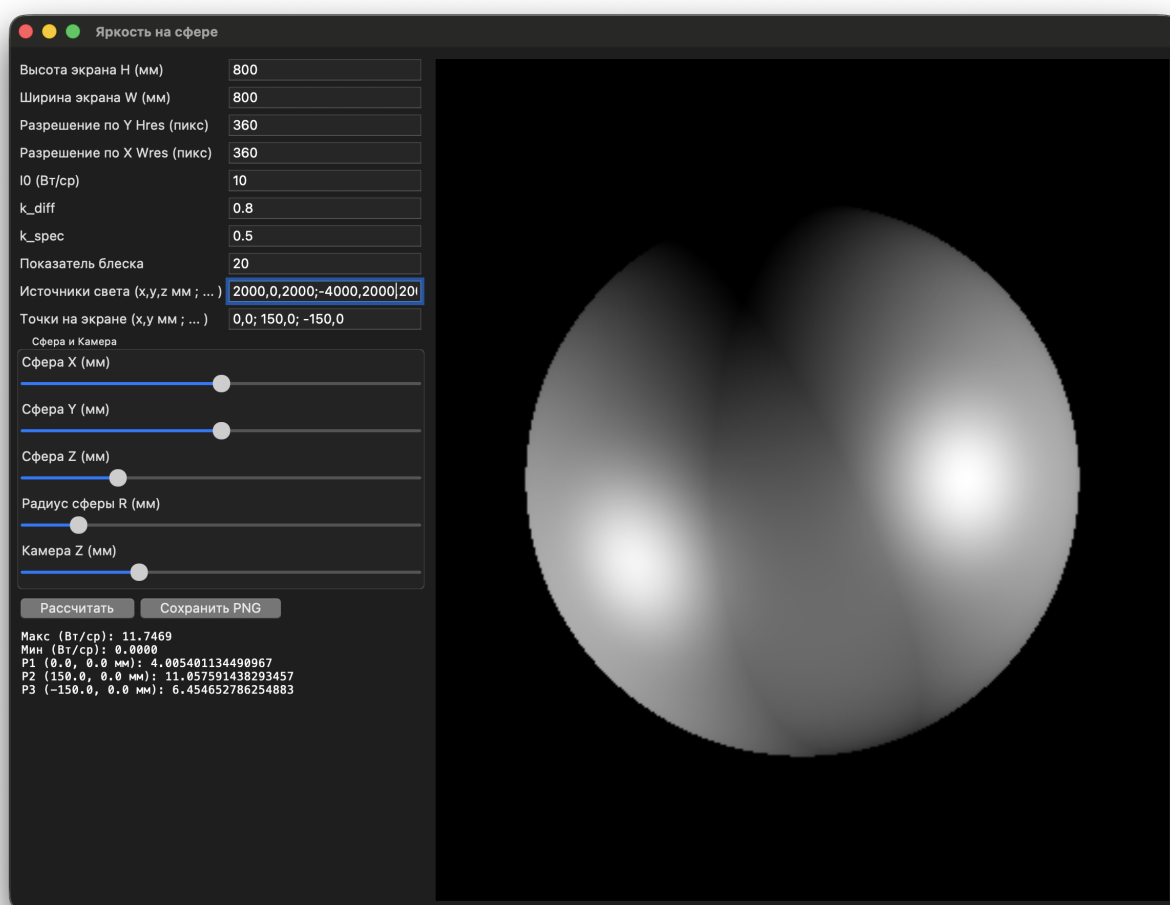 Яркость на сфере
Высота экрана H (мм) 800
Ширина экрана W (мм) 800
Разрешение по Y Hres (пикс) 360
Разрешение по X Wres (пикс) 360
I0 (Вт/ср) 10
k_diff 0.8
k_spec 0.5
Показатель блеска 20
Источники света (x,y,z мм ; ... ) 2000,0,2000;-4000,2000
Точки на экране (x,y мм ; ... ) 0,0; 150,0; -150,0
Сфера и Камера
Сфера X (мм)
Сфера Y (мм)
Сфера Z (мм)
Радиус сферы R (мм)
Камера Z (мм)
Рассчитать Сохранить PNG
Макс (Вт/ср): 11.7469
Мин (Вт/ср): 0.0000
P1 (0.0, 0.0 мм): 4.005401134490967
P2 (150.0, 0.0 мм): 11.057591438293457
P3 (-150.0, 0.0 мм): 6.454652786254883